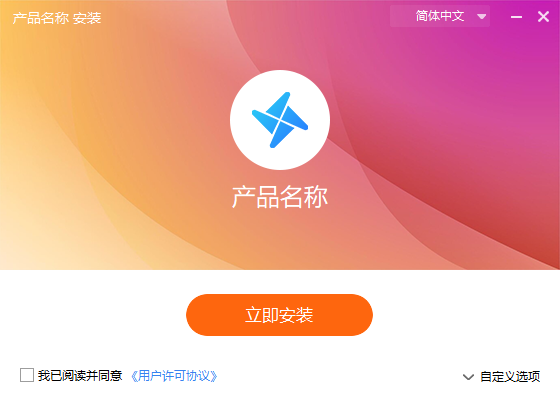 产品名称 安装
简体中文
产品名称
立即安装
我已阅读并同意 《用户许可协议》
自定义选项